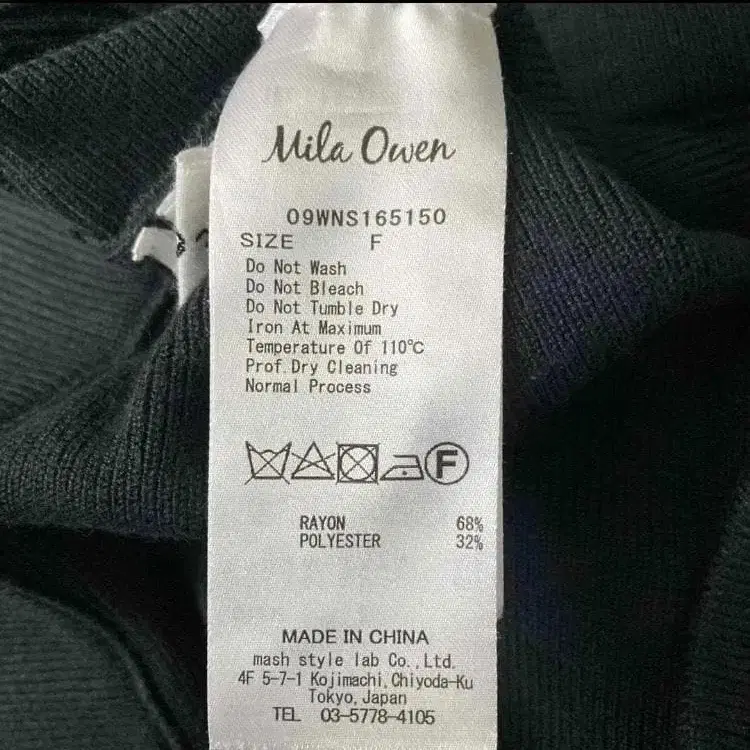 Mila Owen
09WNS165150
SIZE F
Do Not Wash
Do Not Bleach
Do Not Tumble Dry
Iron At Maximum
Temperature Of 110℃
Prof.Dry Cleaning
Normal Process
F
RAYON 68%
POLYESTER 32%
MADE IN CHINA
mash style lab Co.,Ltd.
4F 5-7-1 Kojimachi,Chiyoda-Ku
Tokyo,Japan
TEL 03-5778-4105